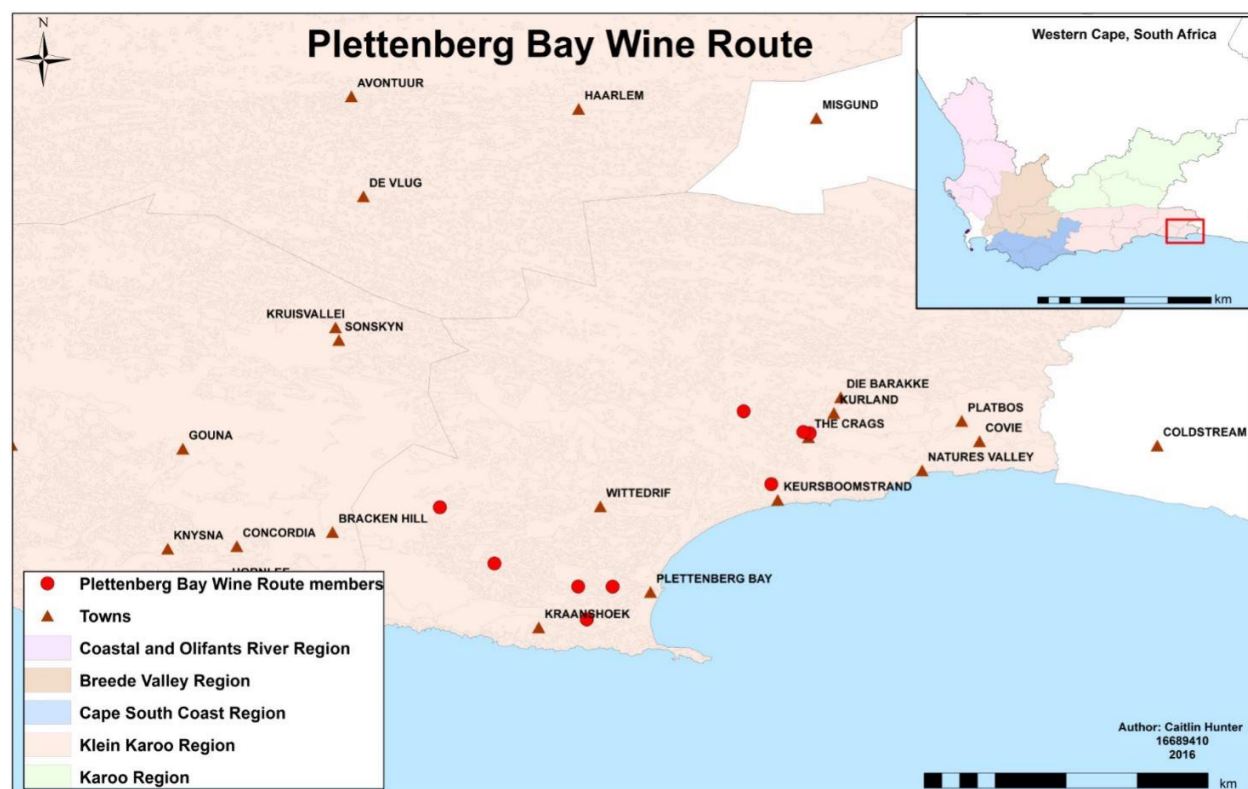 N
Plettenberg Bay Wine Route
Western Cape, South Africa
km
AVONTUUR
HAARLEM
MISGUND
DE VLUG
KRUISVALLEI
SONSKYN
DIE BARAKKE
KURLAND
PLATBOS
THE CRAGS
COVIE
GOUNA
COLDSTREAM
NATURES VALLEY
KEURSBOOMSTRAND
WITTEDRIF
BRACKEN HILL
KNYSNA
CONCORDIA
PLETTENBERG BAY
KRAANSHOEK
Plettenberg Bay Wine Route members
Towns
Coastal and Olifants River Region
Breede Valley Region
Cape South Coast Region
Klein Karoo Region
Karoo Region
Author: Caitlin Hunter
16689410
2016
km